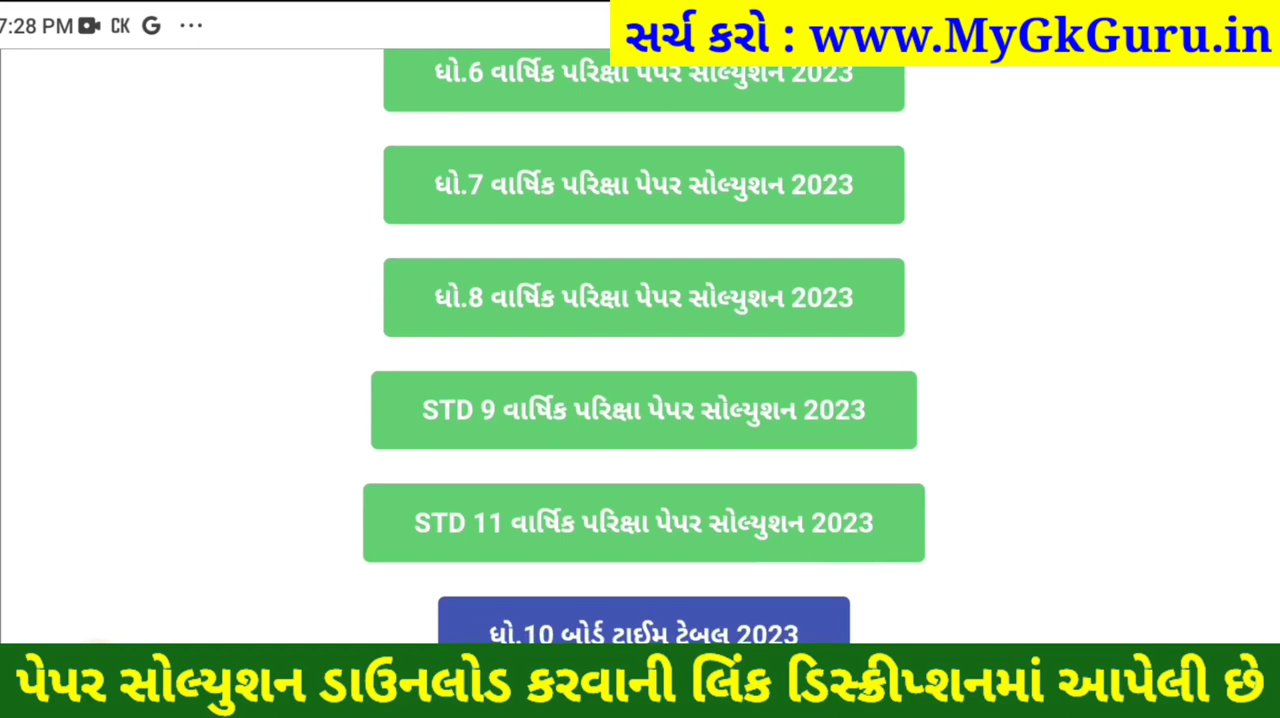 7:28 PM CK G ...
સર્ચ કરો : www.MyGkGuru.in
ધો.6 વાર્ષિક પરિક્ષા પેપર સોલ્યુશન 2023
ધો.7 વાર્ષિક પરિક્ષા પેપર સોલ્યુશન 2023
ધો.8 વાર્ષિક પરિક્ષા પેપર સોલ્યુશન 2023
STD 9 વાર્ષિક પરિક્ષા પેપર સોલ્યુશન 2023
STD 11 વાર્ષિક પરિક્ષા પેપર સોલ્યુશન 2023
ધો.10 બોર્ડ ટાઈમ ટેબલ 2023
પેપર સોલ્યુશન ડાઉનલોડ કરવાની લિંક ડિસ્ક્રીપ્શનમાં આપેલી છે